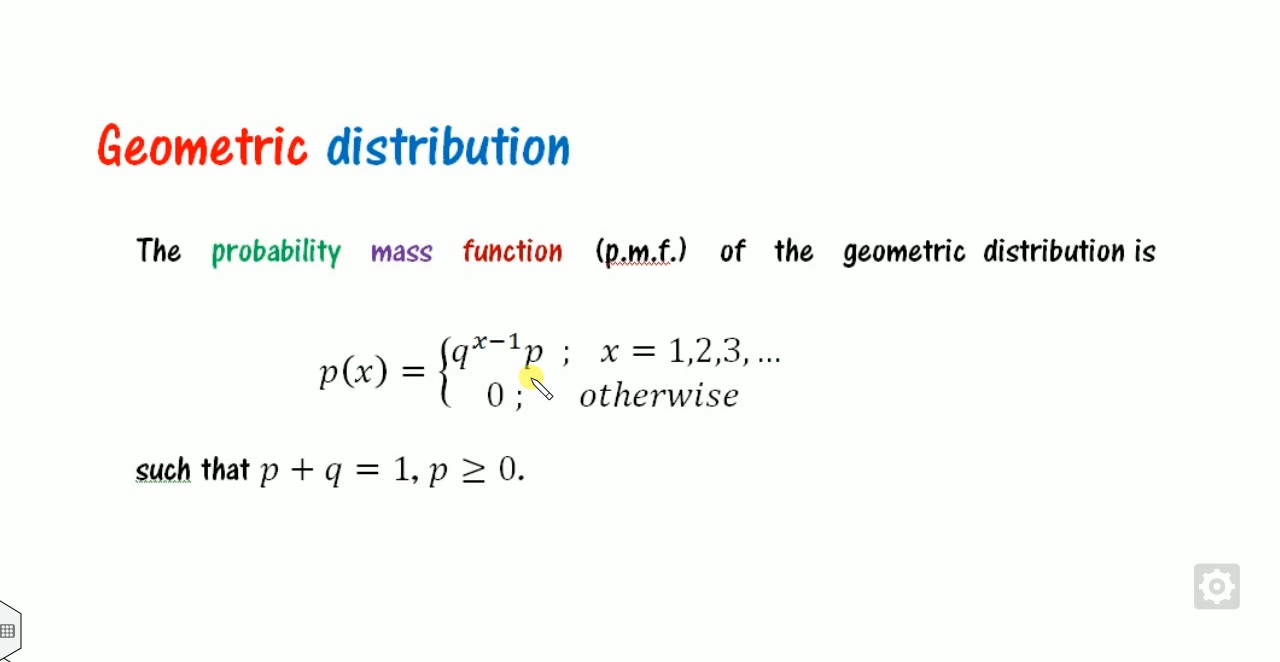 Geometric distribution
The probability mass function (p.m.f.) of the geometric distribution is
p(x) = { q^{x-1}p ; x = 1,2,3, ...
0 ; otherwise
such that p + q = 1, p ≥ 0.